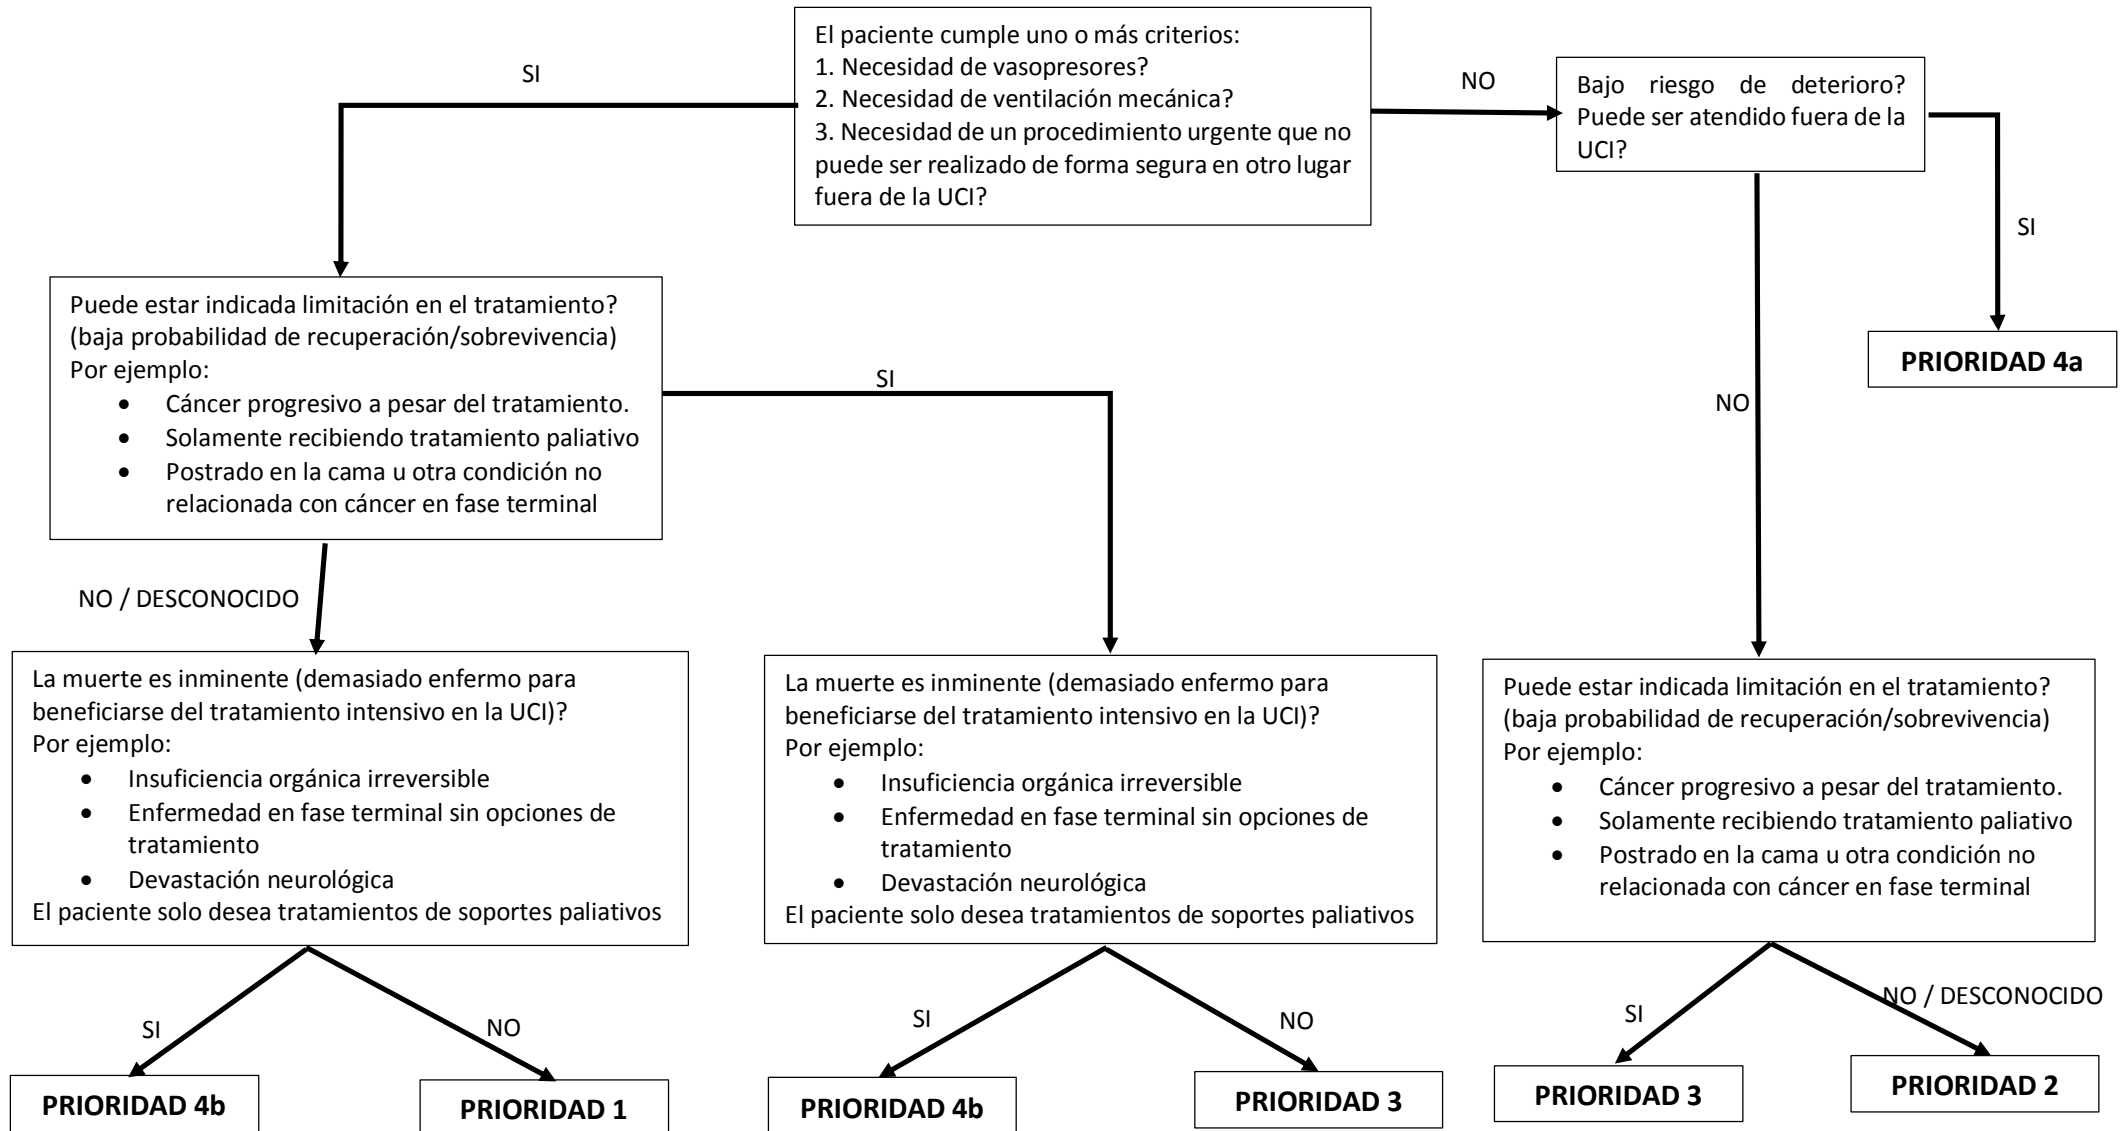 El paciente cumple uno o más criterios:
1. Necesidad de vasopresores?
2. Necesidad de ventilación mecánica?
3. Necesidad de un procedimiento urgente que no
puede ser realizado de forma segura en otro lugar
fuera de la UCI?
SI
NO
Bajo riesgo de deterioro?
Puede ser atendido fuera de la
UCI?
SI
PRIORIDAD 4a
NO
Puede estar indicada limitación en el tratamiento?
(baja probabilidad de recuperación/sobrevivencia)
Por ejemplo:
• Cáncer progresivo a pesar del tratamiento.
• Solamente recibiendo tratamiento paliativo
• Postrado en la cama u otra condición no
relacionada con cáncer en fase terminal
SI
NO / DESCONOCIDO
La muerte es inminente (demasiado enfermo para
beneficiarse del tratamiento intensivo en la UCI)?
Por ejemplo:
• Insuficiencia orgánica irreversible
• Enfermedad en fase terminal sin opciones de
tratamiento
• Devastación neurológica
El paciente solo desea tratamientos de soportes paliativos
SI
NO
PRIORIDAD 4b
PRIORIDAD 1
La muerte es inminente (demasiado enfermo para
beneficiarse del tratamiento intensivo en la UCI)?
Por ejemplo:
• Insuficiencia orgánica irreversible
• Enfermedad en fase terminal sin opciones de
tratamiento
• Devastación neurológica
El paciente solo desea tratamientos de soportes paliativos
SI
NO
PRIORIDAD 4b
PRIORIDAD 3
Puede estar indicada limitación en el tratamiento?
(baja probabilidad de recuperación/sobrevivencia)
Por ejemplo:
• Cáncer progresivo a pesar del tratamiento.
• Solamente recibiendo tratamiento paliativo
• Postrado en la cama u otra condición no
relacionada con cáncer en fase terminal
SI
NO / DESCONOCIDO
PRIORIDAD 3
PRIORIDAD 2